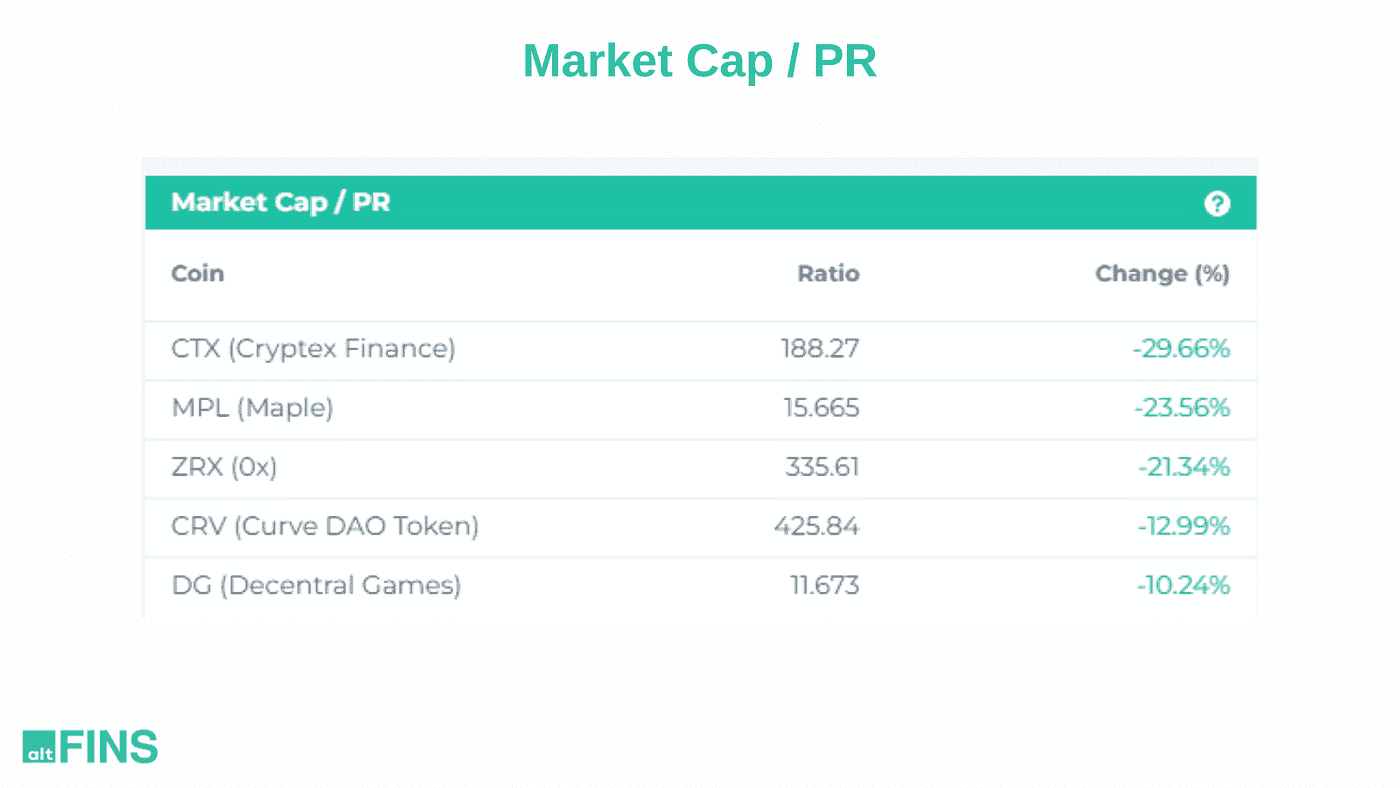 Market Cap / PR
Market Cap / PR ?
Coin Ratio Change (%)
CTX (Cryptex Finance) 188.27 -29.66%
MPL (Maple) 15.665 -23.56%
ZRX (0x) 335.61 -21.34%
CRV (Curve DAO Token) 425.84 -12.99%
DG (Decentral Games) 11.673 -10.24%
alt FINS